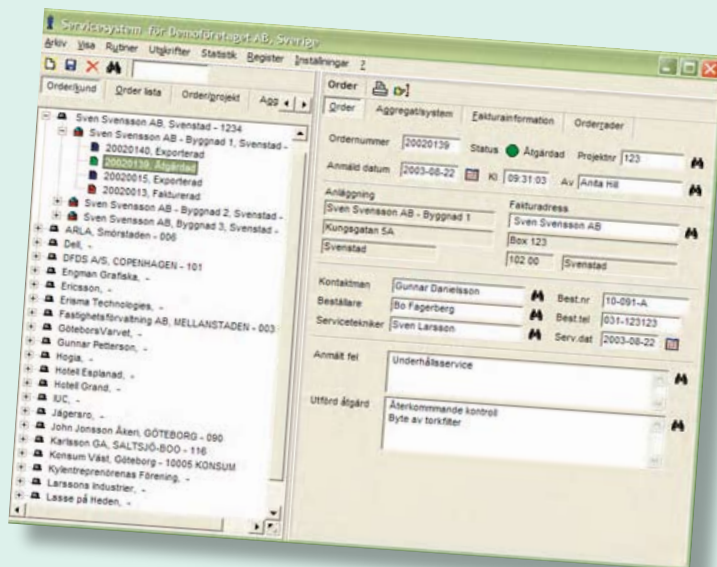 Servicesystem för Demoföretaget AB, Sverige
Arkiv Visa Rutiner Utskrifter Statistik Register Inställningar ?
Order/kund Order lista Order/projekt Agg
Sven Svensson AB, Svenstad - 1234
Sven Svensson AB - Byggnad 1, Svenstad -
20020140, Exporterad
20020139, Åtgärdad
20020015, Exporterad
20020013, Fakturerad
Sven Svensson AB - Byggnad 2, Svenstad -
Sven Svensson AB, Byggnad 3, Svenstad -
ARLA, Smörstaden - 006
Dell, -
DFDS A/S, COPENHAGEN - 101
Engman Grafiska, -
Ericsson, -
Erisma Technologies, -
Fastighetsförvaltning AB, MELLANSTADEN - 003
GöteborsVarvet, -
Gunnar Petterson, -
Hogia, -
Hotell Esplanad, -
Hotell Grand, -
IUC, -
Jägersro, -
John Jonsson Åkeri, GÖTEBORG - 090
Karlsson GA, SALTSJÖ-BOO - 116
Konsum Väst, Göteborg - 10005 KONSUM
Kylentreprenörenas Förening, -
Larssons Industrier, -
Lasse på Heden, -
Order
Order Aggregat/system Fakturainformation Orderrader
Ordernummer 20020139 Status Åtgärdad Projektnr 123
Anmäld datum 2003-08-22 Kl 09:31:03 Av Anita Hill
Anläggning Fakturadress
Sven Svensson AB - Byggnad 1 Sven Svensson AB
Kungsgatan 5A Box 123
Svenstad 102 00 Svenstad
Kontaktman Gunnar Danielsson Best.nr 10-091-A
Beställare Bo Fagerberg Best.tel 031-123123
Servicetekniker Sven Larsson Serv.dat 2003-08-22
Anmält fel Underhållsservice
Utförd åtgärd Återkommmande kontroll
Byte av torkfilter